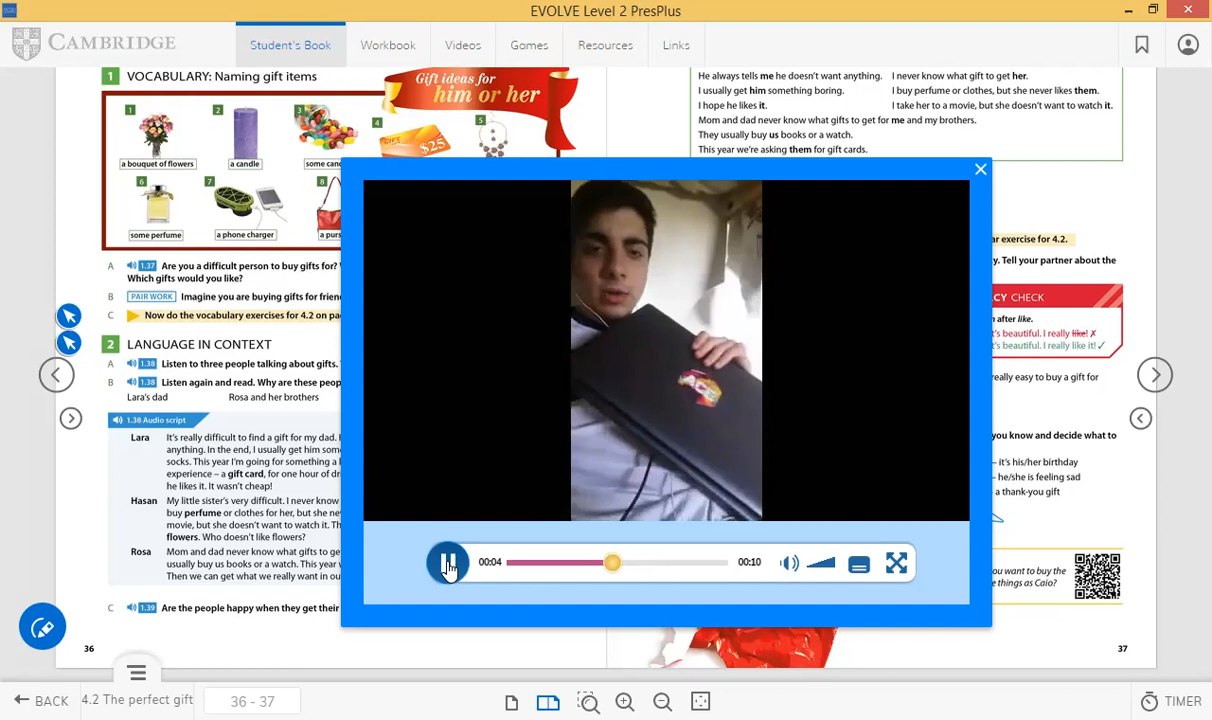 EVOLVE Level 2 PresPlus
CAMBRIDGE
Student's Book
Workbook
Videos
Games
Resources
Links
1 VOCABULARY: Naming gift items
Gift ideas for
him or her
1
2
3
4
5
GIFT
$25
a bouquet of flowers
a candle
some can
6
7
8
some perfume
a phone charger
a pur
A 1.37 Are you a difficult person to buy gifts for?
Which gifts would you like?
B PAIR WORK Imagine you are buying gifts for frien
C Now do the vocabulary exercises for 4.2 on pa
2 LANGUAGE IN CONTEXT
A 1.38 Listen to three people talking about gifts.
B 1.38 Listen again and read. Why are these peop
Lara's dad Rosa and her brothers
1.38 Audio script
Lara It's really difficult to find a gift for my dad.
anything. In the end, I usually get him som
socks. This year I'm going for something a
experience – a gift card, for one hour of dr
he likes it. It wasn't cheap!
Hasan My little sister's very difficult. I never know
buy perfume or clothes for her, but she nev
movie, but she doesn't want to watch it. Th
flowers. Who doesn't like flowers?
Rosa Mom and dad never know what gifts to ge
usually buy us books or a watch. This year
Then we can get what we really want in ou
C 1.39 Are the people happy when they get their
36
He always tells me he doesn't want anything. I never know what gift to get her.
I usually get him something boring. I buy perfume or clothes, but she never likes them.
I hope he likes it. I take her to a movie, but she doesn't want to watch it.
Mom and dad never know what gifts to get for me and my brothers.
They usually buy us books or a watch.
This year we're asking them for gift cards.
ar exercise for 4.2.
y. Tell your partner about the
CY CHECK
n after like.
t's beautiful. I really like! ✗
t's beautiful. I really like it! ✓
eally easy to buy a gift for
you know and decide what to
– it's his/her birthday
– he/she is feeling sad
a thank-you gift
ou want to buy the
e things as Caio?
37
00:04
00:10
BACK
4.2 The perfect gift
36 - 37
TIMER